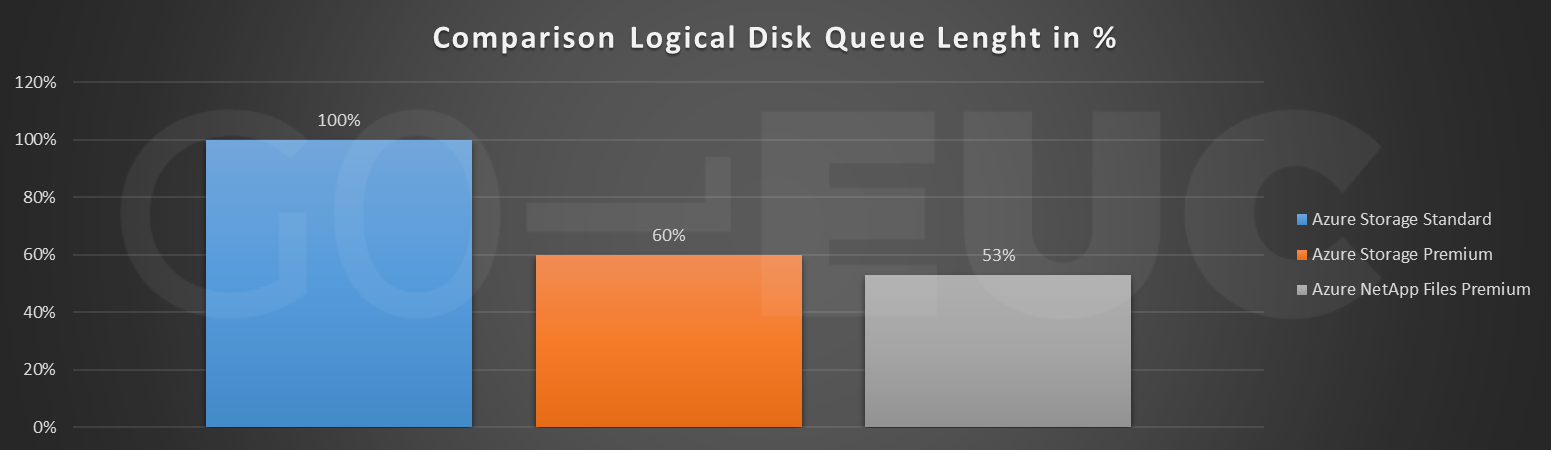 Comparison Logical Disk Queue Lenght in %
120%
100%
80%
60%
40%
20%
0%
100%
60%
53%
Azure Storage Standard
Azure Storage Premium
Azure NetApp Files Premium
GO-EUC